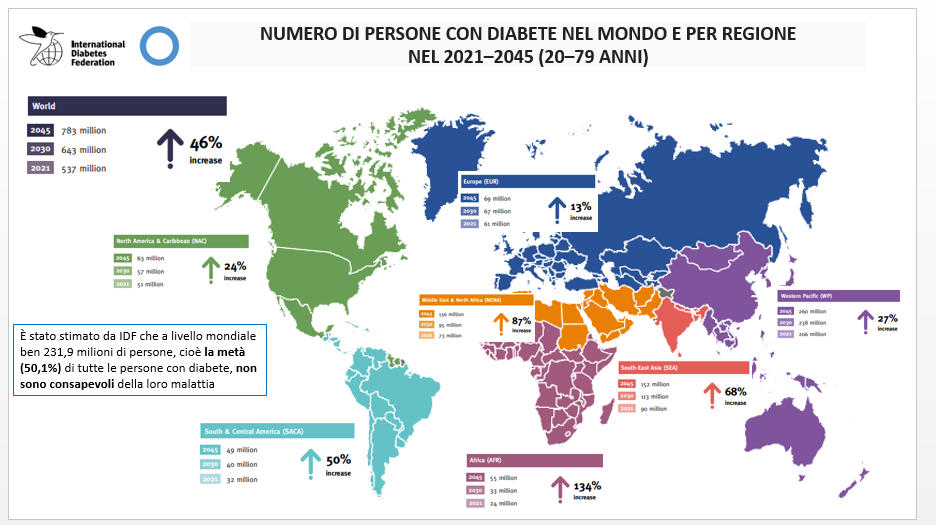 International
Diabetes
Federation
NUMERO DI PERSONE CON DIABETE NEL MONDO E PER REGIONE
NEL 2021–2045 (20–79 ANNI)
World
2045 783 million
2030 643 million
2021 537 million
46%
increase
Europe (EUR)
2045 69 million
2030 67 million
2021 61 million
13%
increase
North America & Caribbean (NAC)
2045 63 million
2030 57 million
2021 51 million
24%
increase
Middle East & North Africa (MENA)
2045 136 million
2030 95 million
2021 73 million
87%
increase
Western Pacific (WP)
2045 260 million
2030 238 million
2021 206 million
27%
increase
È stato stimato da IDF che a livello mondiale
ben 231,9 milioni di persone, cioè la metà
(50,1%) di tutte le persone con diabete, non
sono consapevoli della loro malattia
South-East Asia (SEA)
2045 152 million
2030 113 million
2021 90 million
68%
increase
South & Central America (SACA)
2045 49 million
2030 40 million
2021 32 million
50%
increase
Africa (AFR)
2045 55 million
2030 33 million
2021 24 million
134%
increase